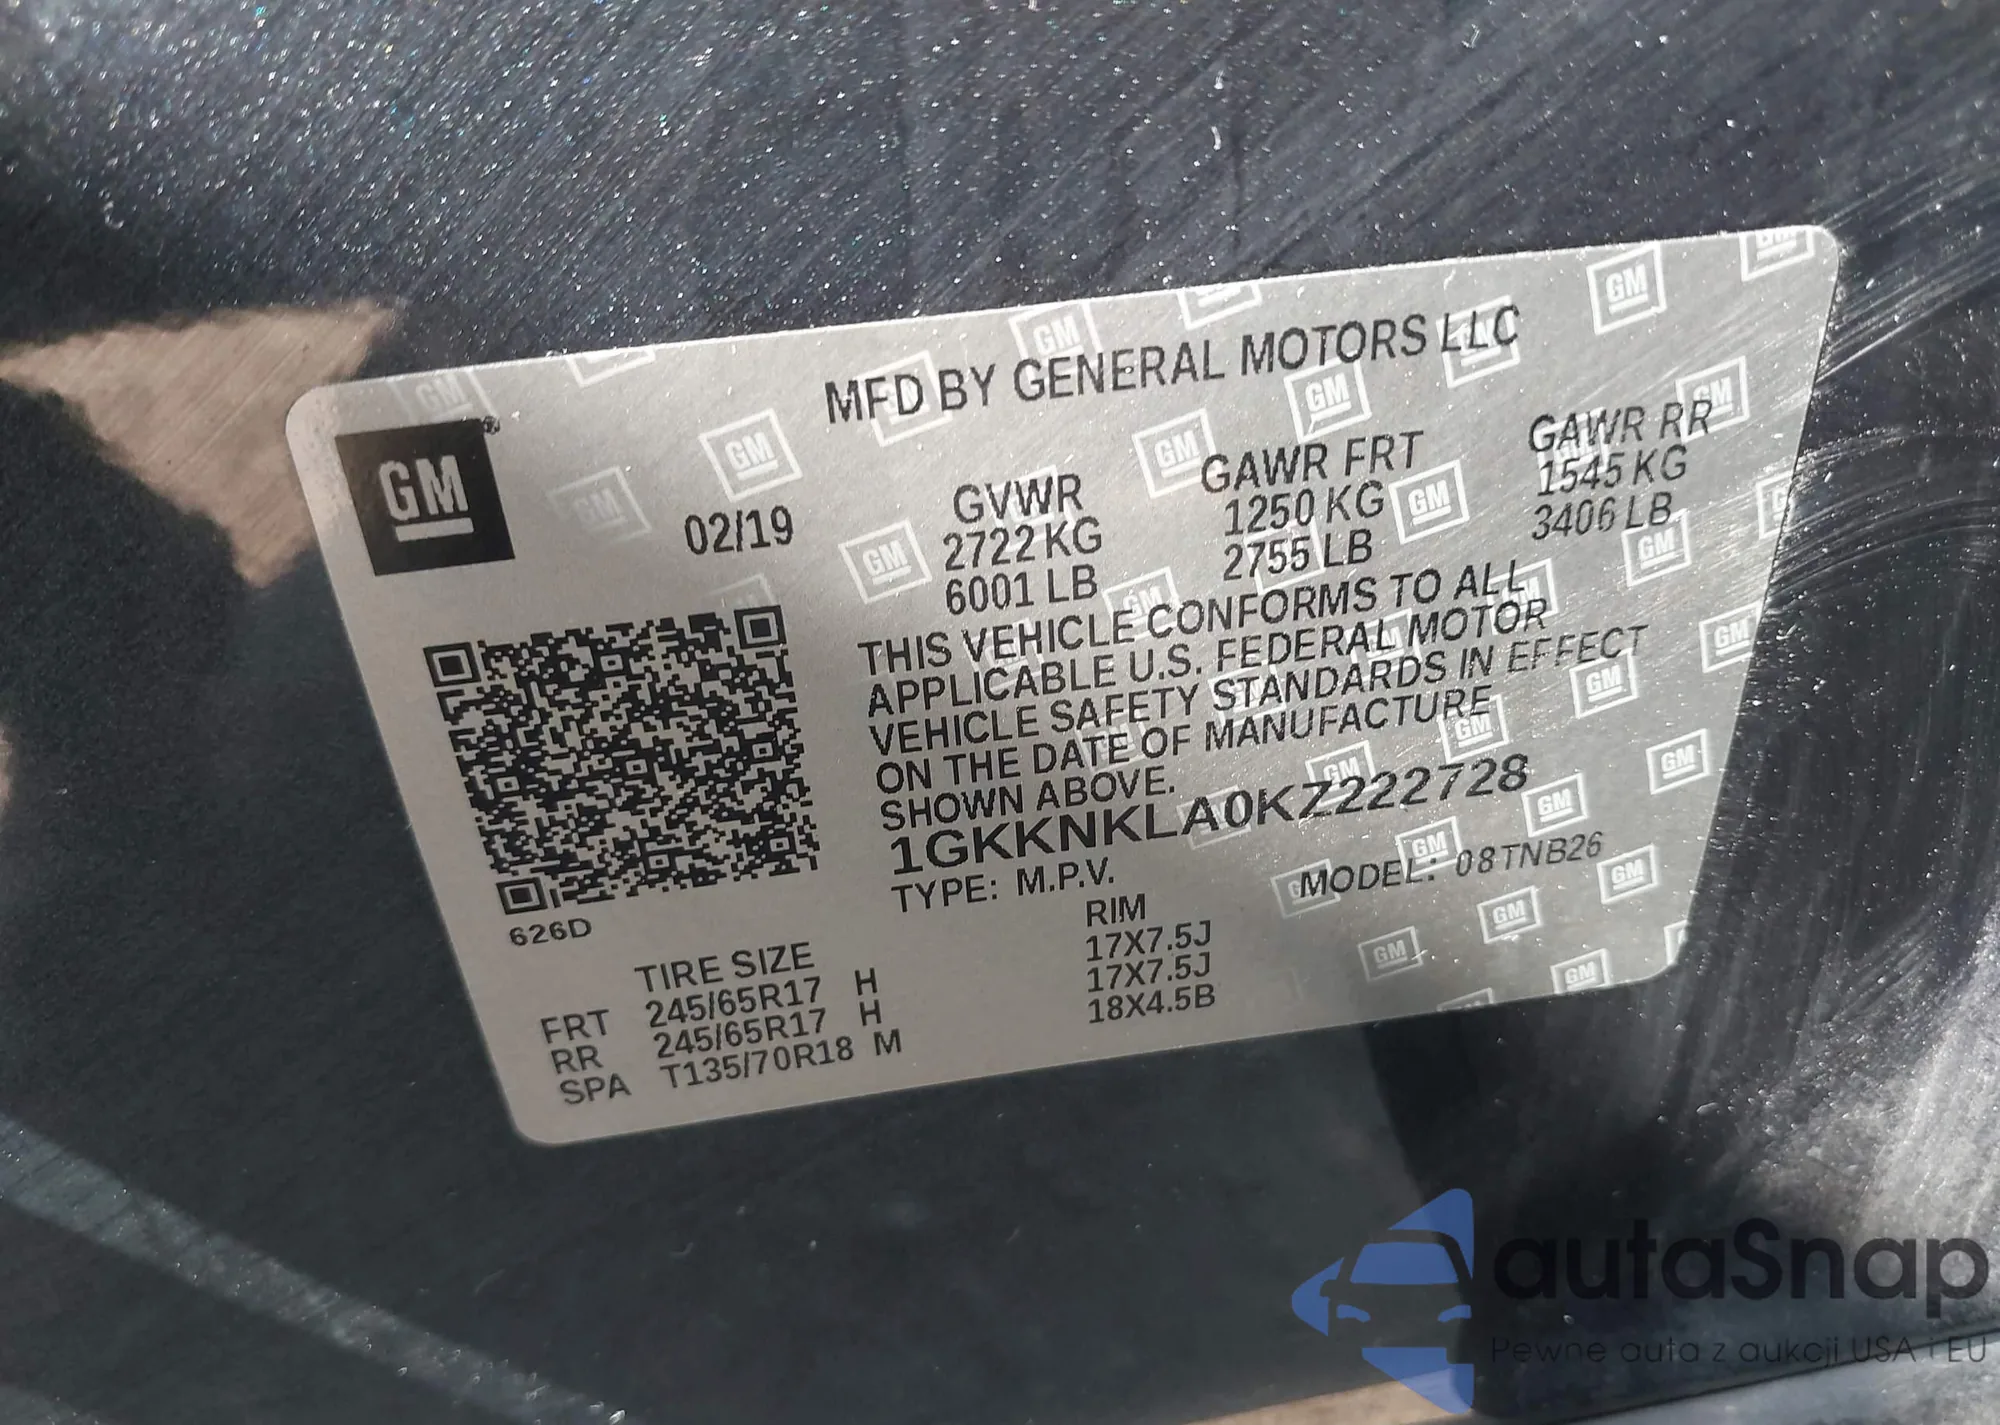 MFD BY GENERAL MOTORS LLC
GM®
02/19
GVWR
2722 KG
6001 LB
GAWR FRT
1250 KG
2755 LB
GAWR RR
1545 KG
3406 LB
THIS VEHICLE CONFORMS TO ALL
APPLICABLE U.S. FEDERAL MOTOR
VEHICLE SAFETY STANDARDS IN EFFECT
ON THE DATE OF MANUFACTURE
SHOWN ABOVE.
1GKKNKLA0KZ222728
TYPE: M.P.V. MODEL: 08TNB26
626D
TIRE SIZE RIM
FRT 245/65R17 H 17X7.5J
RR 245/65R17 H 17X7.5J
SPA T135/70R18 M 18X4.5B
autaSnap
Pewne auta z aukcji USA i EU